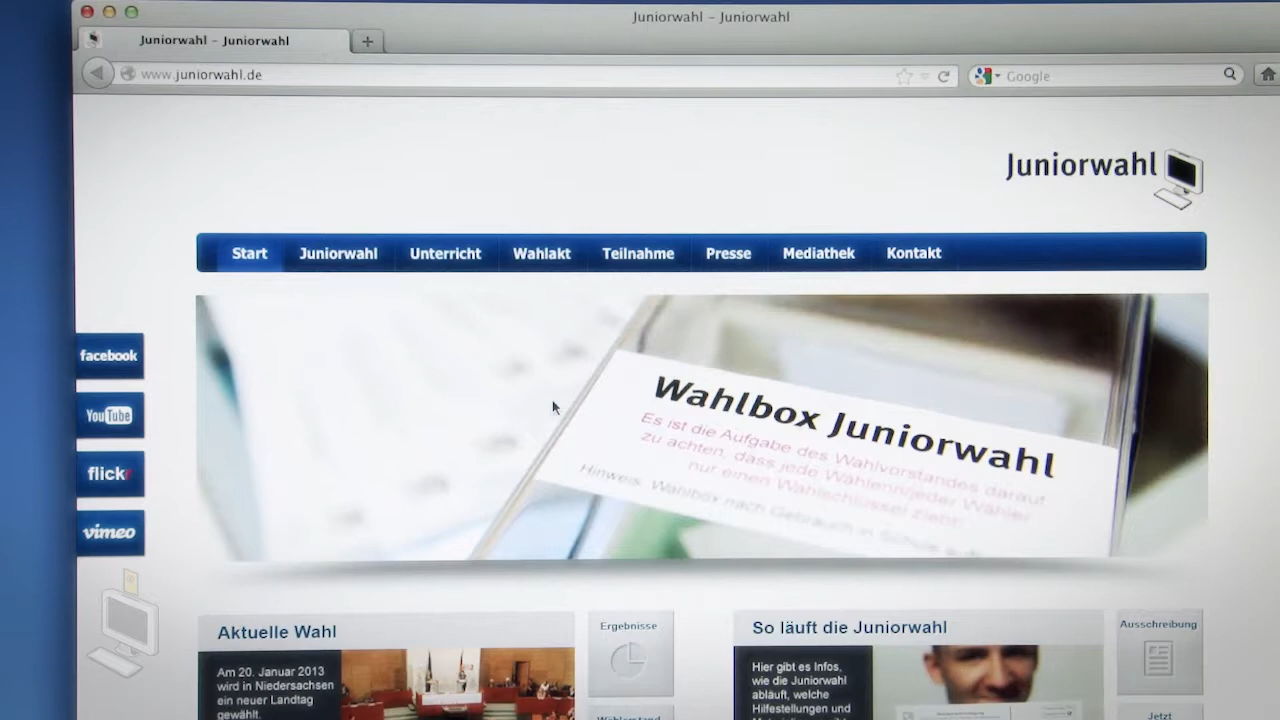 Juniorwahl – Juniorwahl
Juniorwahl – Juniorwahl
www.juniorwahl.de
Google
Juniorwahl
Start Juniorwahl Unterricht Wahlakt Teilnahme Presse Mediathek Kontakt
facebook
YouTube
flickr
vimeo
Wahlbox Juniorwahl
Es ist die Aufgabe des Wahlvorstandes darauf
zu achten, dass jede Wählerin/jeder Wähler
nur einen Wahlschlüssel zieht!
Hinweis: Wahlbox nach Gebrauch in Schule
Aktuelle Wahl
Am 20. Januar 2013
wird in Niedersachsen
ein neuer Landtag
gewählt.
Ergebnisse
Wählerstand
So läuft die Juniorwahl
Hier gibt es Infos,
wie die Juniorwahl
abläuft, welche
Hilfestellungen und
Ausschreibung
Jetzt